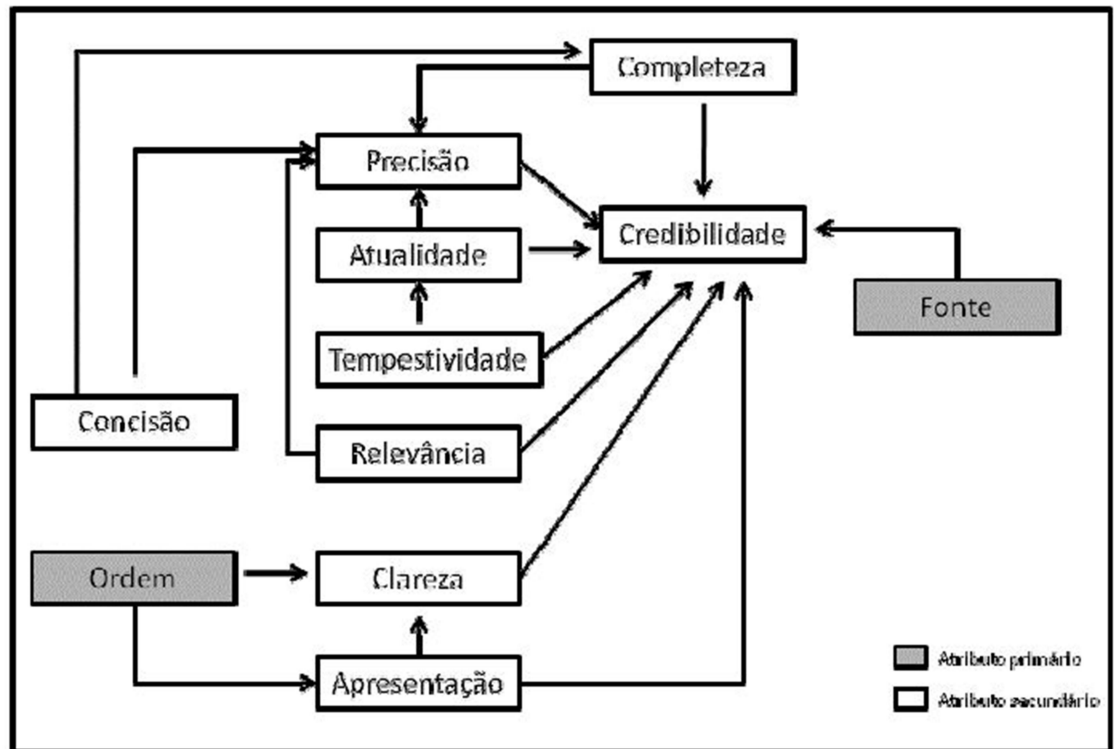 Completeza
Precisão
Credibilidade
Atualidade
Fonte
Tempestividade
Concisão
Relevância
Ordem
Clareza
Apresentação
Atributo primário
Atributo secundário